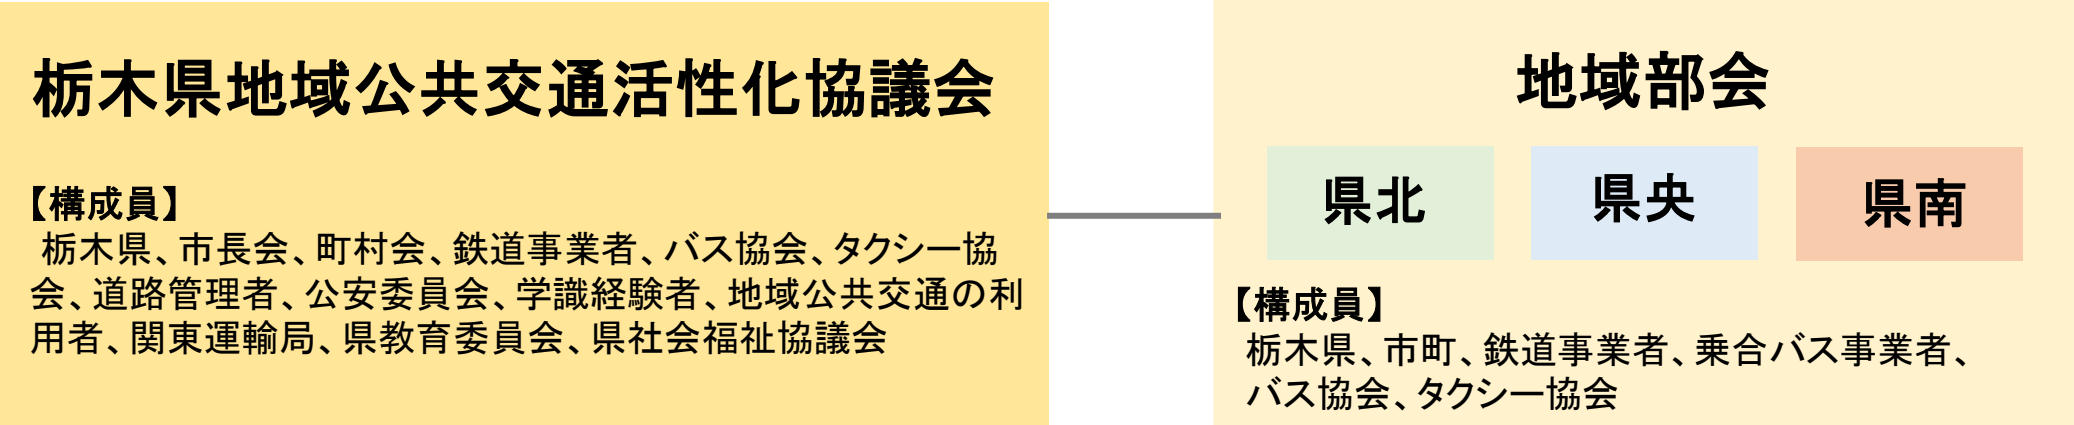 栃木県地域公共交通活性化協議会
【構成員】
栃木県、市長会、町村会、鉄道事業者、バス協会、タクシー協
会、道路管理者、公安委員会、学識経験者、地域公共交通の利
用者、関東運輸局、県教育委員会、県社会福祉協議会
地域部会
県北
県央
県南
【構成員】
栃木県、市町、鉄道事業者、乗合バス事業者、
バス協会、タクシー協会